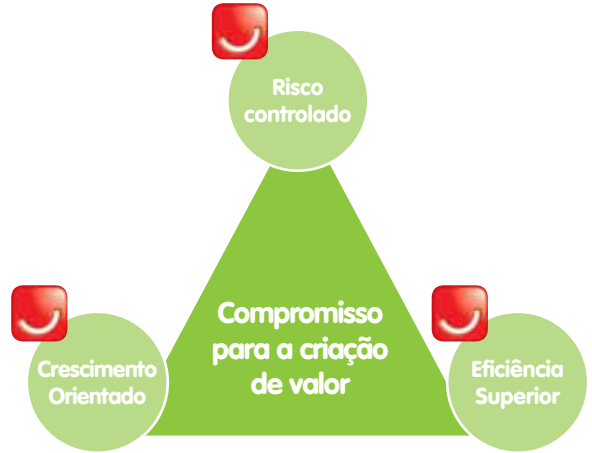 Risco
controlado
Compromisso
para a criação
de valor
Crescimento
Orientado
Eficiência
Superior